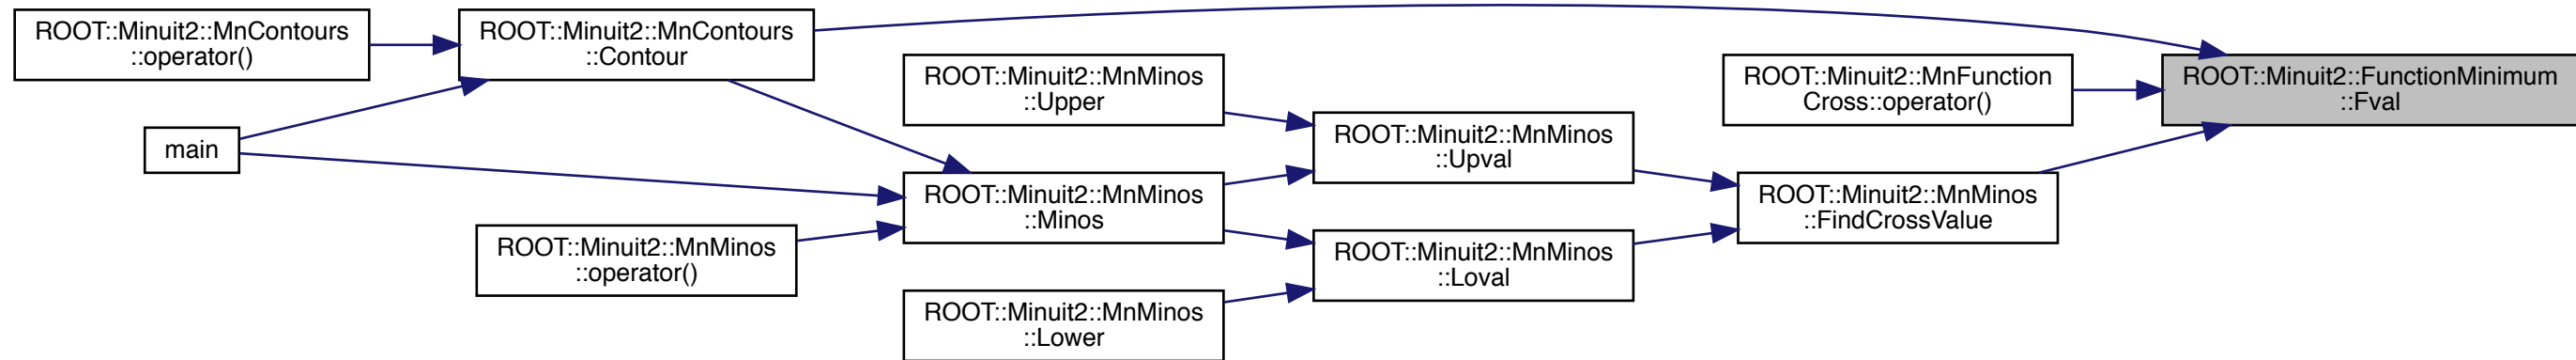 ROOT::Minuit2::MnContours
::operator()
ROOT::Minuit2::MnContours
::Contour
main
ROOT::Minuit2::MnMinos
::operator()
ROOT::Minuit2::MnMinos
::Upper
ROOT::Minuit2::MnMinos
::Minos
ROOT::Minuit2::MnMinos
::Lower
ROOT::Minuit2::MnMinos
::Upval
ROOT::Minuit2::MnMinos
::Loval
ROOT::Minuit2::MnFunction
Cross::operator()
ROOT::Minuit2::MnMinos
::FindCrossValue
ROOT::Minuit2::FunctionMinimum
::Fval